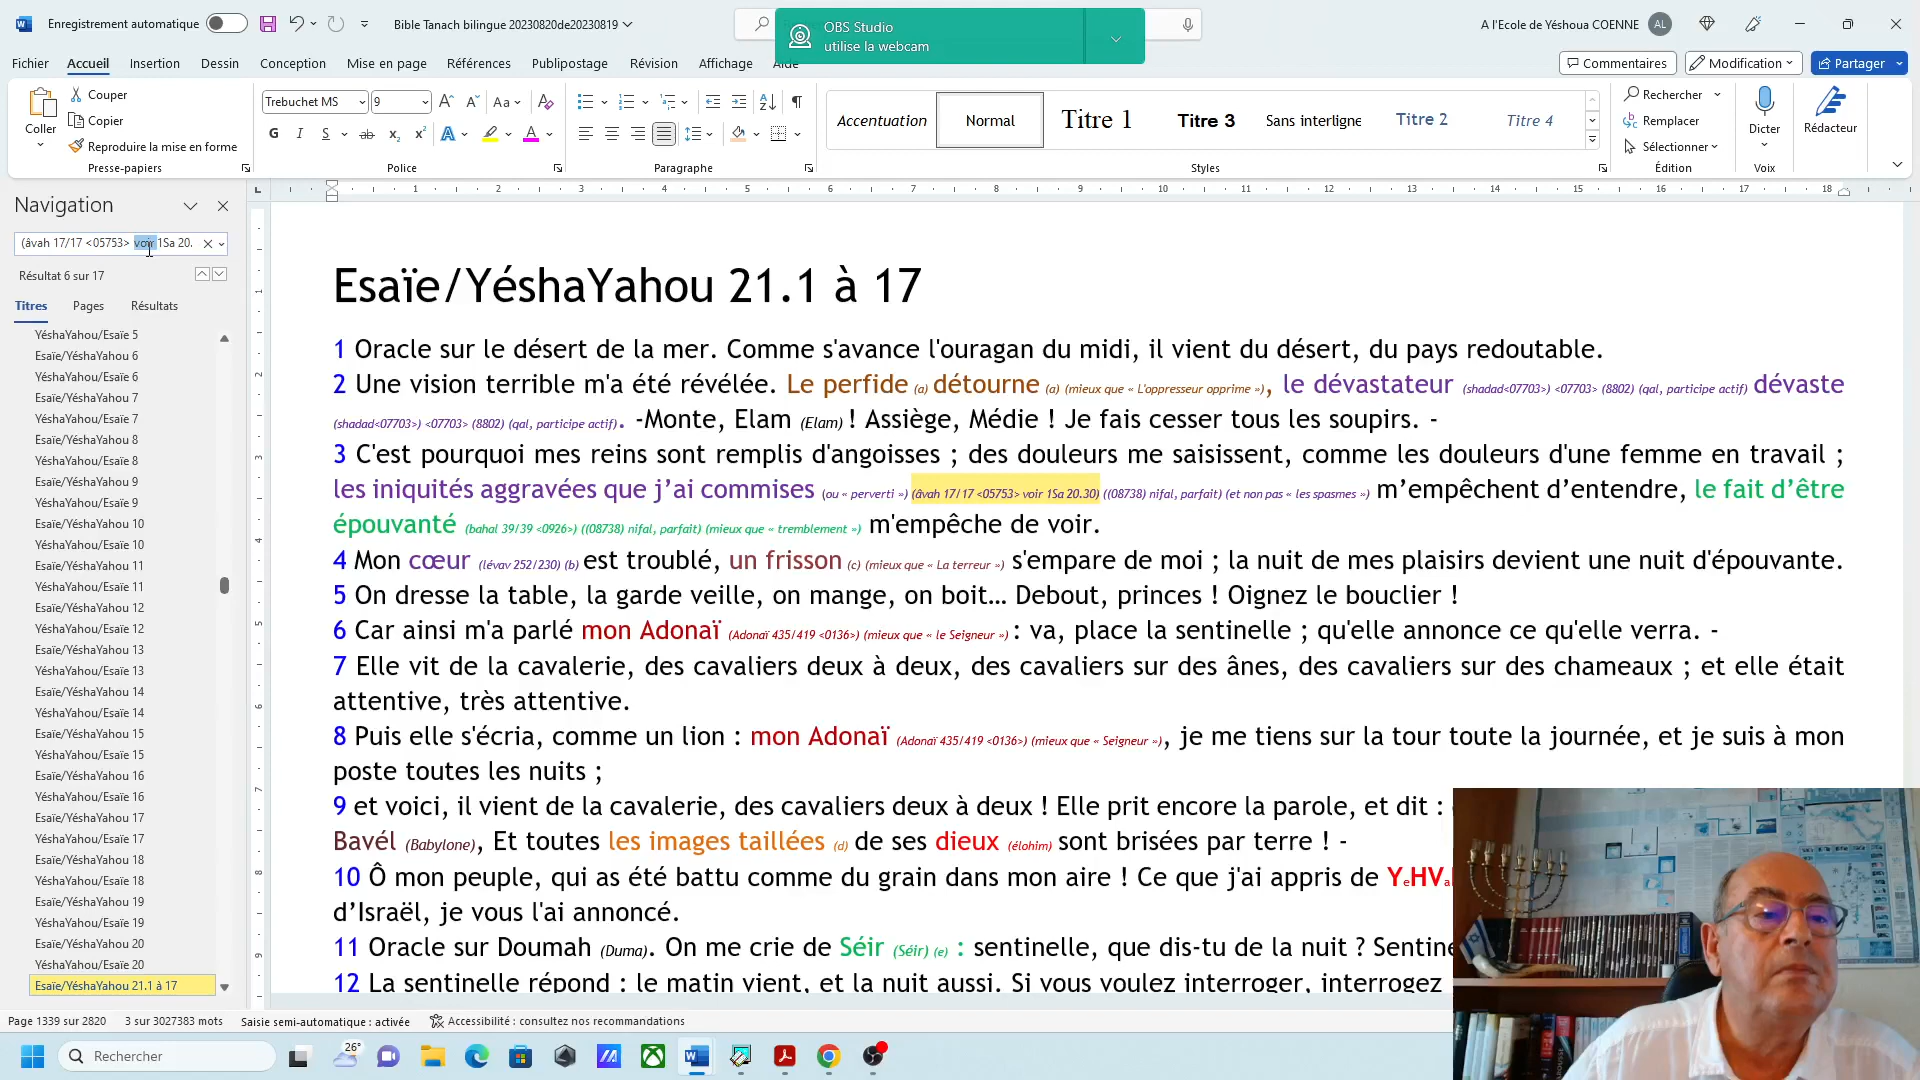 Enregistrement automatique
Bible Tanach bilingue 20230820de20230819
OBS Studio
utilise la webcam
A l'Ecole de Yéshoua COENNE
AL
Fichier
Accueil
Insertion
Dessin
Conception
Mise en page
Références
Publipostage
Révision
Affichage
Aide
Commentaires
Modification
Partager
Coller
Couper
Copier
Reproduire la mise en forme
Presse-papiers
Trebuchet MS
9
Police
Paragraphe
Accentuation
Normal
Titre 1
Titre 3
Sans interligne
Titre 2
Titre 4
Styles
Rechercher
Remplacer
Sélectionner
Édition
Dicter
Voix
Rédacteur
Navigation
(âvah 17/17 <05753> voir 1Sa 20.
Résultat 6 sur 17
Titres
Pages
Résultats
YéshaYahou/Esaïe 5
Esaïe/YéshaYahou 6
YéshaYahou/Esaïe 6
Esaïe/YéshaYahou 7
YéshaYahou/Esaïe 7
Esaïe/YéshaYahou 8
YéshaYahou/Esaïe 8
Esaïe/YéshaYahou 9
YéshaYahou/Esaïe 9
Esaïe/YéshaYahou 10
YéshaYahou/Esaïe 10
Esaïe/YéshaYahou 11
YéshaYahou/Esaïe 11
Esaïe/YéshaYahou 12
YéshaYahou/Esaïe 12
Esaïe/YéshaYahou 13
YéshaYahou/Esaïe 13
Esaïe/YéshaYahou 14
YéshaYahou/Esaïe 14
Esaïe/YéshaYahou 15
YéshaYahou/Esaïe 15
Esaïe/YéshaYahou 16
YéshaYahou/Esaïe 16
Esaïe/YéshaYahou 17
YéshaYahou/Esaïe 17
Esaïe/YéshaYahou 18
YéshaYahou/Esaïe 18
Esaïe/YéshaYahou 19
YéshaYahou/Esaïe 19
Esaïe/YéshaYahou 20
YéshaYahou/Esaïe 20
Esaïe/YéshaYahou 21.1 à 17
Esaïe/YéshaYahou 21.1 à 17
1 Oracle sur le désert de la mer. Comme s'avance l'ouragan du midi, il vient du désert, du pays redoutable.
2 Une vision terrible m'a été révélée. Le perfide (a) détourne (a) (mieux que « L'oppresseur opprime »), le dévastateur (shadad<07703>) <07703> (8802) (qal, participe actif) dévaste
(shadad<07703>) <07703> (8802) (qal, participe actif). -Monte, Elam (Elam) ! Assiège, Médie ! Je fais cesser tous les soupirs. -
3 C'est pourquoi mes reins sont remplis d'angoisses ; des douleurs me saisissent, comme les douleurs d'une femme en travail ;
les iniquités aggravées que j’ai commises (ou « perverti ») (âvah 17/17 <05753> voir 1Sa 20.30) ((08738) nifal, parfait) (et non pas « les spasmes ») m’empêchent d’entendre, le fait d’être
épouvanté (bahal 39/39 <0926>) ((08738) nifal, parfait) (mieux que « tremblement ») m'empêche de voir.
4 Mon cœur (lévav 252/230) (b) est troublé, un frisson (c) (mieux que « La terreur ») s'empare de moi ; la nuit de mes plaisirs devient une nuit d'épouvante.
5 On dresse la table, la garde veille, on mange, on boit… Debout, princes ! Oignez le bouclier !
6 Car ainsi m'a parlé mon Adonaï (Adonaï 435/419 <0136>) (mieux que « le Seigneur ») : va, place la sentinelle ; qu'elle annonce ce qu'elle verra. -
7 Elle vit de la cavalerie, des cavaliers deux à deux, des cavaliers sur des ânes, des cavaliers sur des chameaux ; et elle était
attentive, très attentive.
8 Puis elle s'écria, comme un lion : mon Adonaï (Adonaï 435/419 <0136>) (mieux que « Seigneur »), je me tiens sur la tour toute la journée, et je suis à mon
poste toutes les nuits ;
9 et voici, il vient de la cavalerie, des cavaliers deux à deux ! Elle prit encore la parole, et dit :
Bavél (Babylone), Et toutes les images taillées (d) de ses dieux (élohim) sont brisées par terre ! -
10 Ô mon peuple, qui as été battu comme du grain dans mon aire ! Ce que j'ai appris de YeHVa
d’Israël, je vous l'ai annoncé.
11 Oracle sur Doumah (Duma). On me crie de Séir (Séir) (e) : sentinelle, que dis-tu de la nuit ? Sentine
12 La sentinelle répond : le matin vient, et la nuit aussi. Si vous voulez interroger, interrogez
Page 1339 sur 2820
3 sur 3027383 mots
Saisie semi-automatique : activée
Accessibilité : consultez nos recommandations
Rechercher
26°